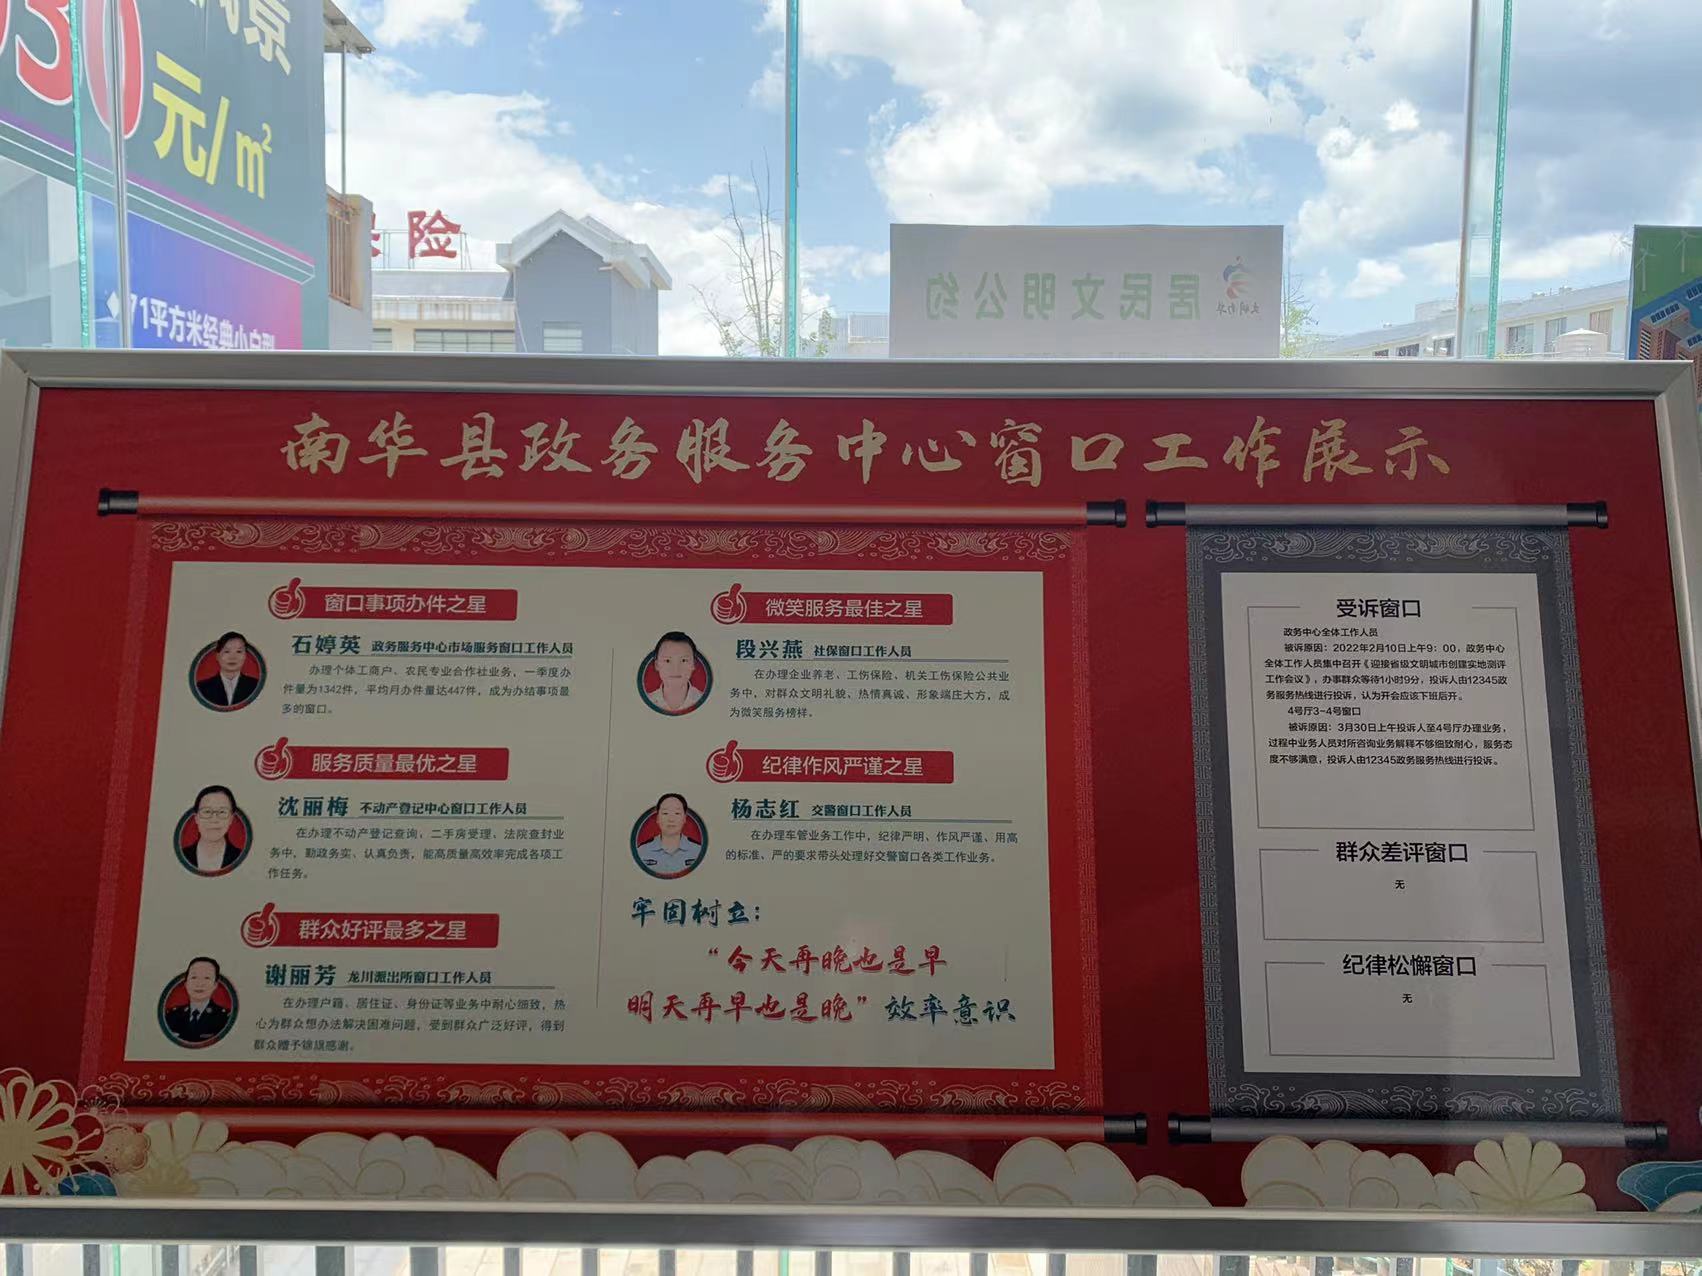 景
930
元/㎡
71平方米经典小户型
险
居民文明公约
文明南华
南华县政务服务中心窗口工作展示
窗口事项办件之星
石婷英 政务服务中心市场服务窗口工作人员
办理个体工商户、农民专业合作社业务，一季度办
件量为1342件，平均月办件量达447件，成为办结事项最
多的窗口。
服务质量最优之星
沈丽梅 不动产登记中心窗口工作人员
在办理不动产登记查询，二手房受理、法院查封业
务中，勤政务实、认真负责，能高质量高效率完成各项工
作任务。
群众好评最多之星
谢丽芳 龙川派出所窗口工作人员
在办理户籍、居住证、身份证等业务中耐心细致，热
心为群众想办法解决困难问题，受到群众广泛好评，得到
群众赠予锦旗感谢。
微笑服务最佳之星
段兴燕 社保窗口工作人员
在办理企业养老、工伤保险、机关工伤保险公共业
务中，对群众文明礼貌、热情真诚、形象端庄大方，成
为微笑服务榜样。
纪律作风严谨之星
杨志红 交警窗口工作人员
在办理车管业务工作中，纪律严明、作风严谨、用高
的标准、严的要求带头处理好交警窗口各类工作业务。
牢固树立：
“今天再晚也是早
明天再早也是晚”效率意识
受诉窗口
政务中心全体工作人员
被诉原因：2022年2月10日上午9：00，政务中心
全体工作人员集中召开《迎接省级文明城市创建实地测评
工作会议》，办事群众等待1小时9分，投诉人由12345政
务服务热线进行投诉，认为开会应该下班后开。
4号厅3-4号窗口
被诉原因：3月30日上午投诉人至4号厅办理业务，
过程中业务人员对所咨询业务解释不够细致耐心，服务态
度不够满意，投诉人由12345政务服务热线进行投诉。
群众差评窗口
无
纪律松懈窗口
无